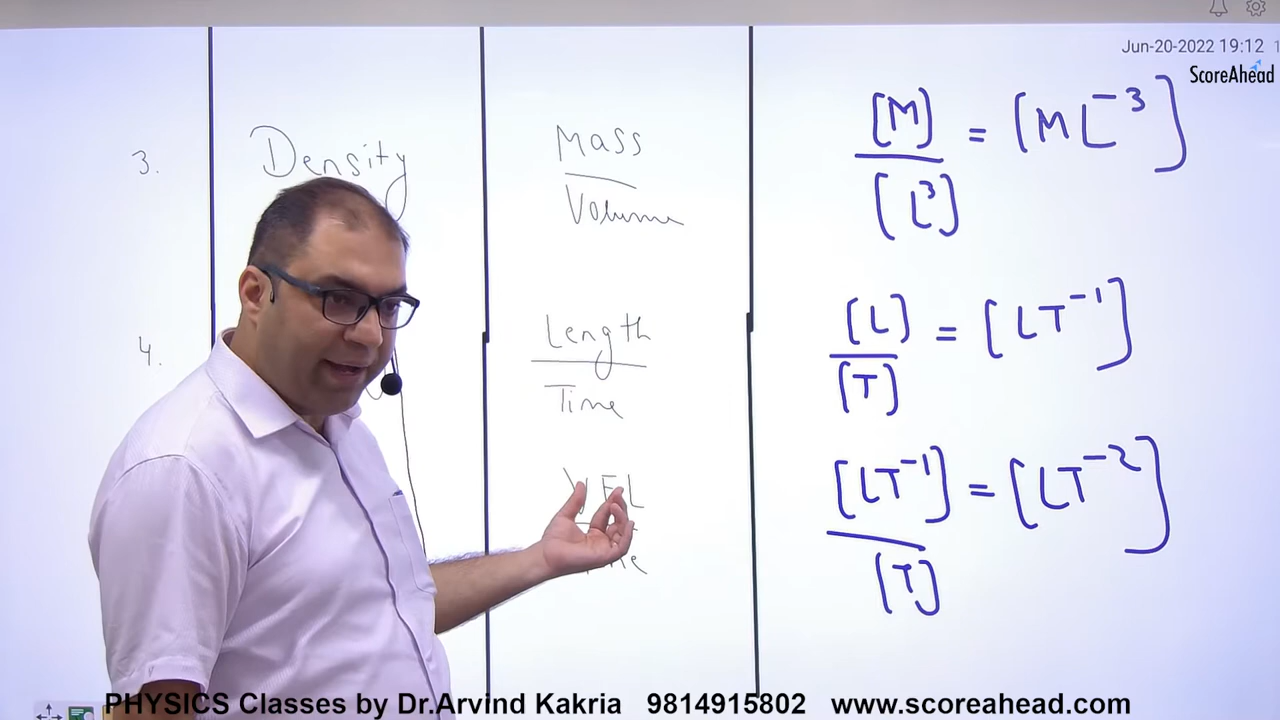 Jun-20-2022 19:12
ScoreAhead
3. Density Mass / Volume [M] / [L³] = [ML⁻³]
4. Length / Time [L] / [T] = [LT⁻¹]
VEL [LT⁻¹] / [T] = [LT⁻²]
PHYSICS Classes by Dr.Arvind Kakria 9814915802 www.scoreahead.com